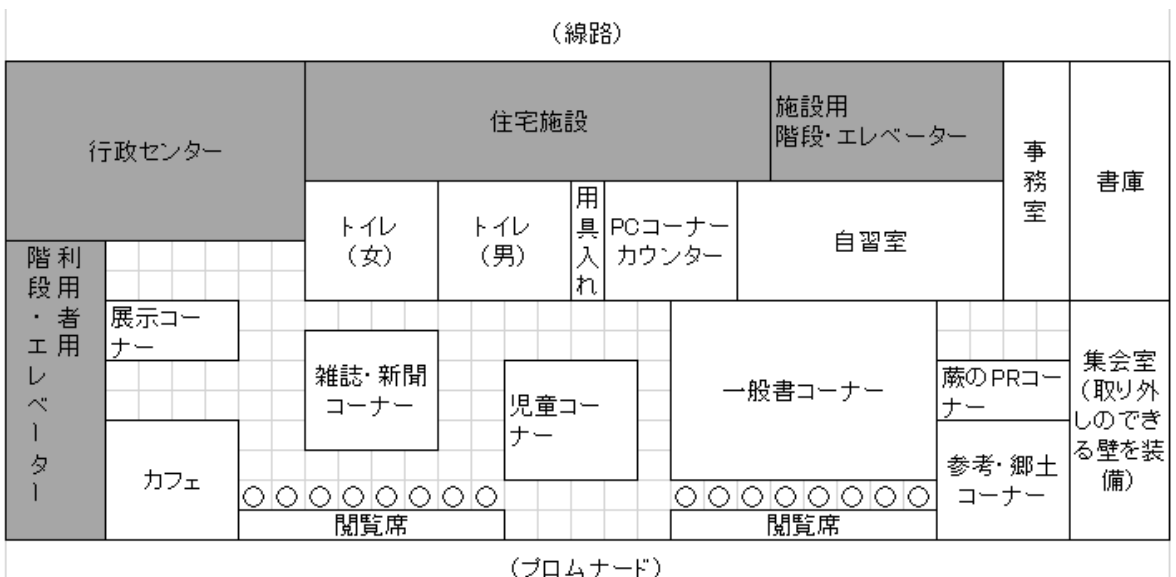 （線路）
行政センター
住宅施設
施設用
階段・エレベーター
事務室
書庫
トイレ
（女）
トイレ
（男）
用具入れ
PCコーナー
カウンター
自習室
利用者用
階段・エレベーター
展示コー
ナー
雑誌・新聞
コーナー
児童コー
ナー
一般書コーナー
蕨のPRコー
ナー
集会室
（取り外
しのでき
る壁を装
備）
カフェ
参考・郷土
コーナー
閲覧席
閲覧席
（プロムナード）